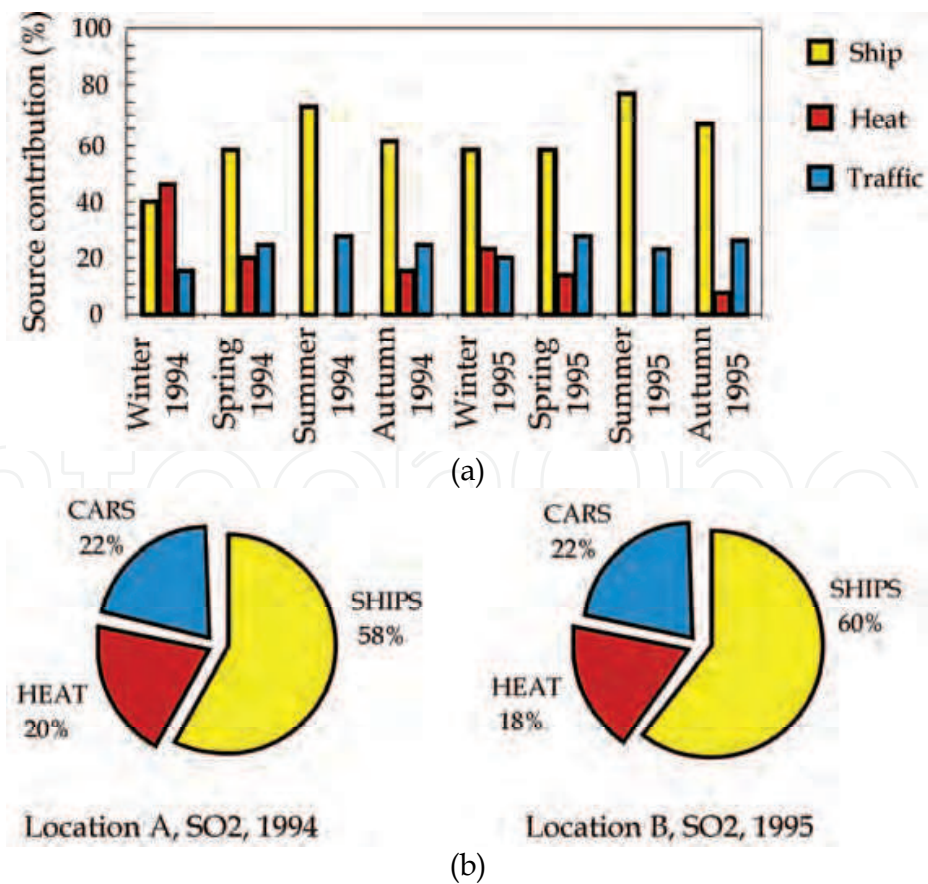 Source contribution (%)
100
80
60
40
20
0
Ship
Heat
Traffic
Winter 1994
Spring 1994
Summer 1994
Autumn 1994
Winter 1995
Spring 1995
Summer 1995
Autumn 1995
(a)
CARS
22%
SHIPS
58%
HEAT
20%
CARS
22%
SHIPS
60%
HEAT
18%
Location A, SO2, 1994
Location B, SO2, 1995
(b)